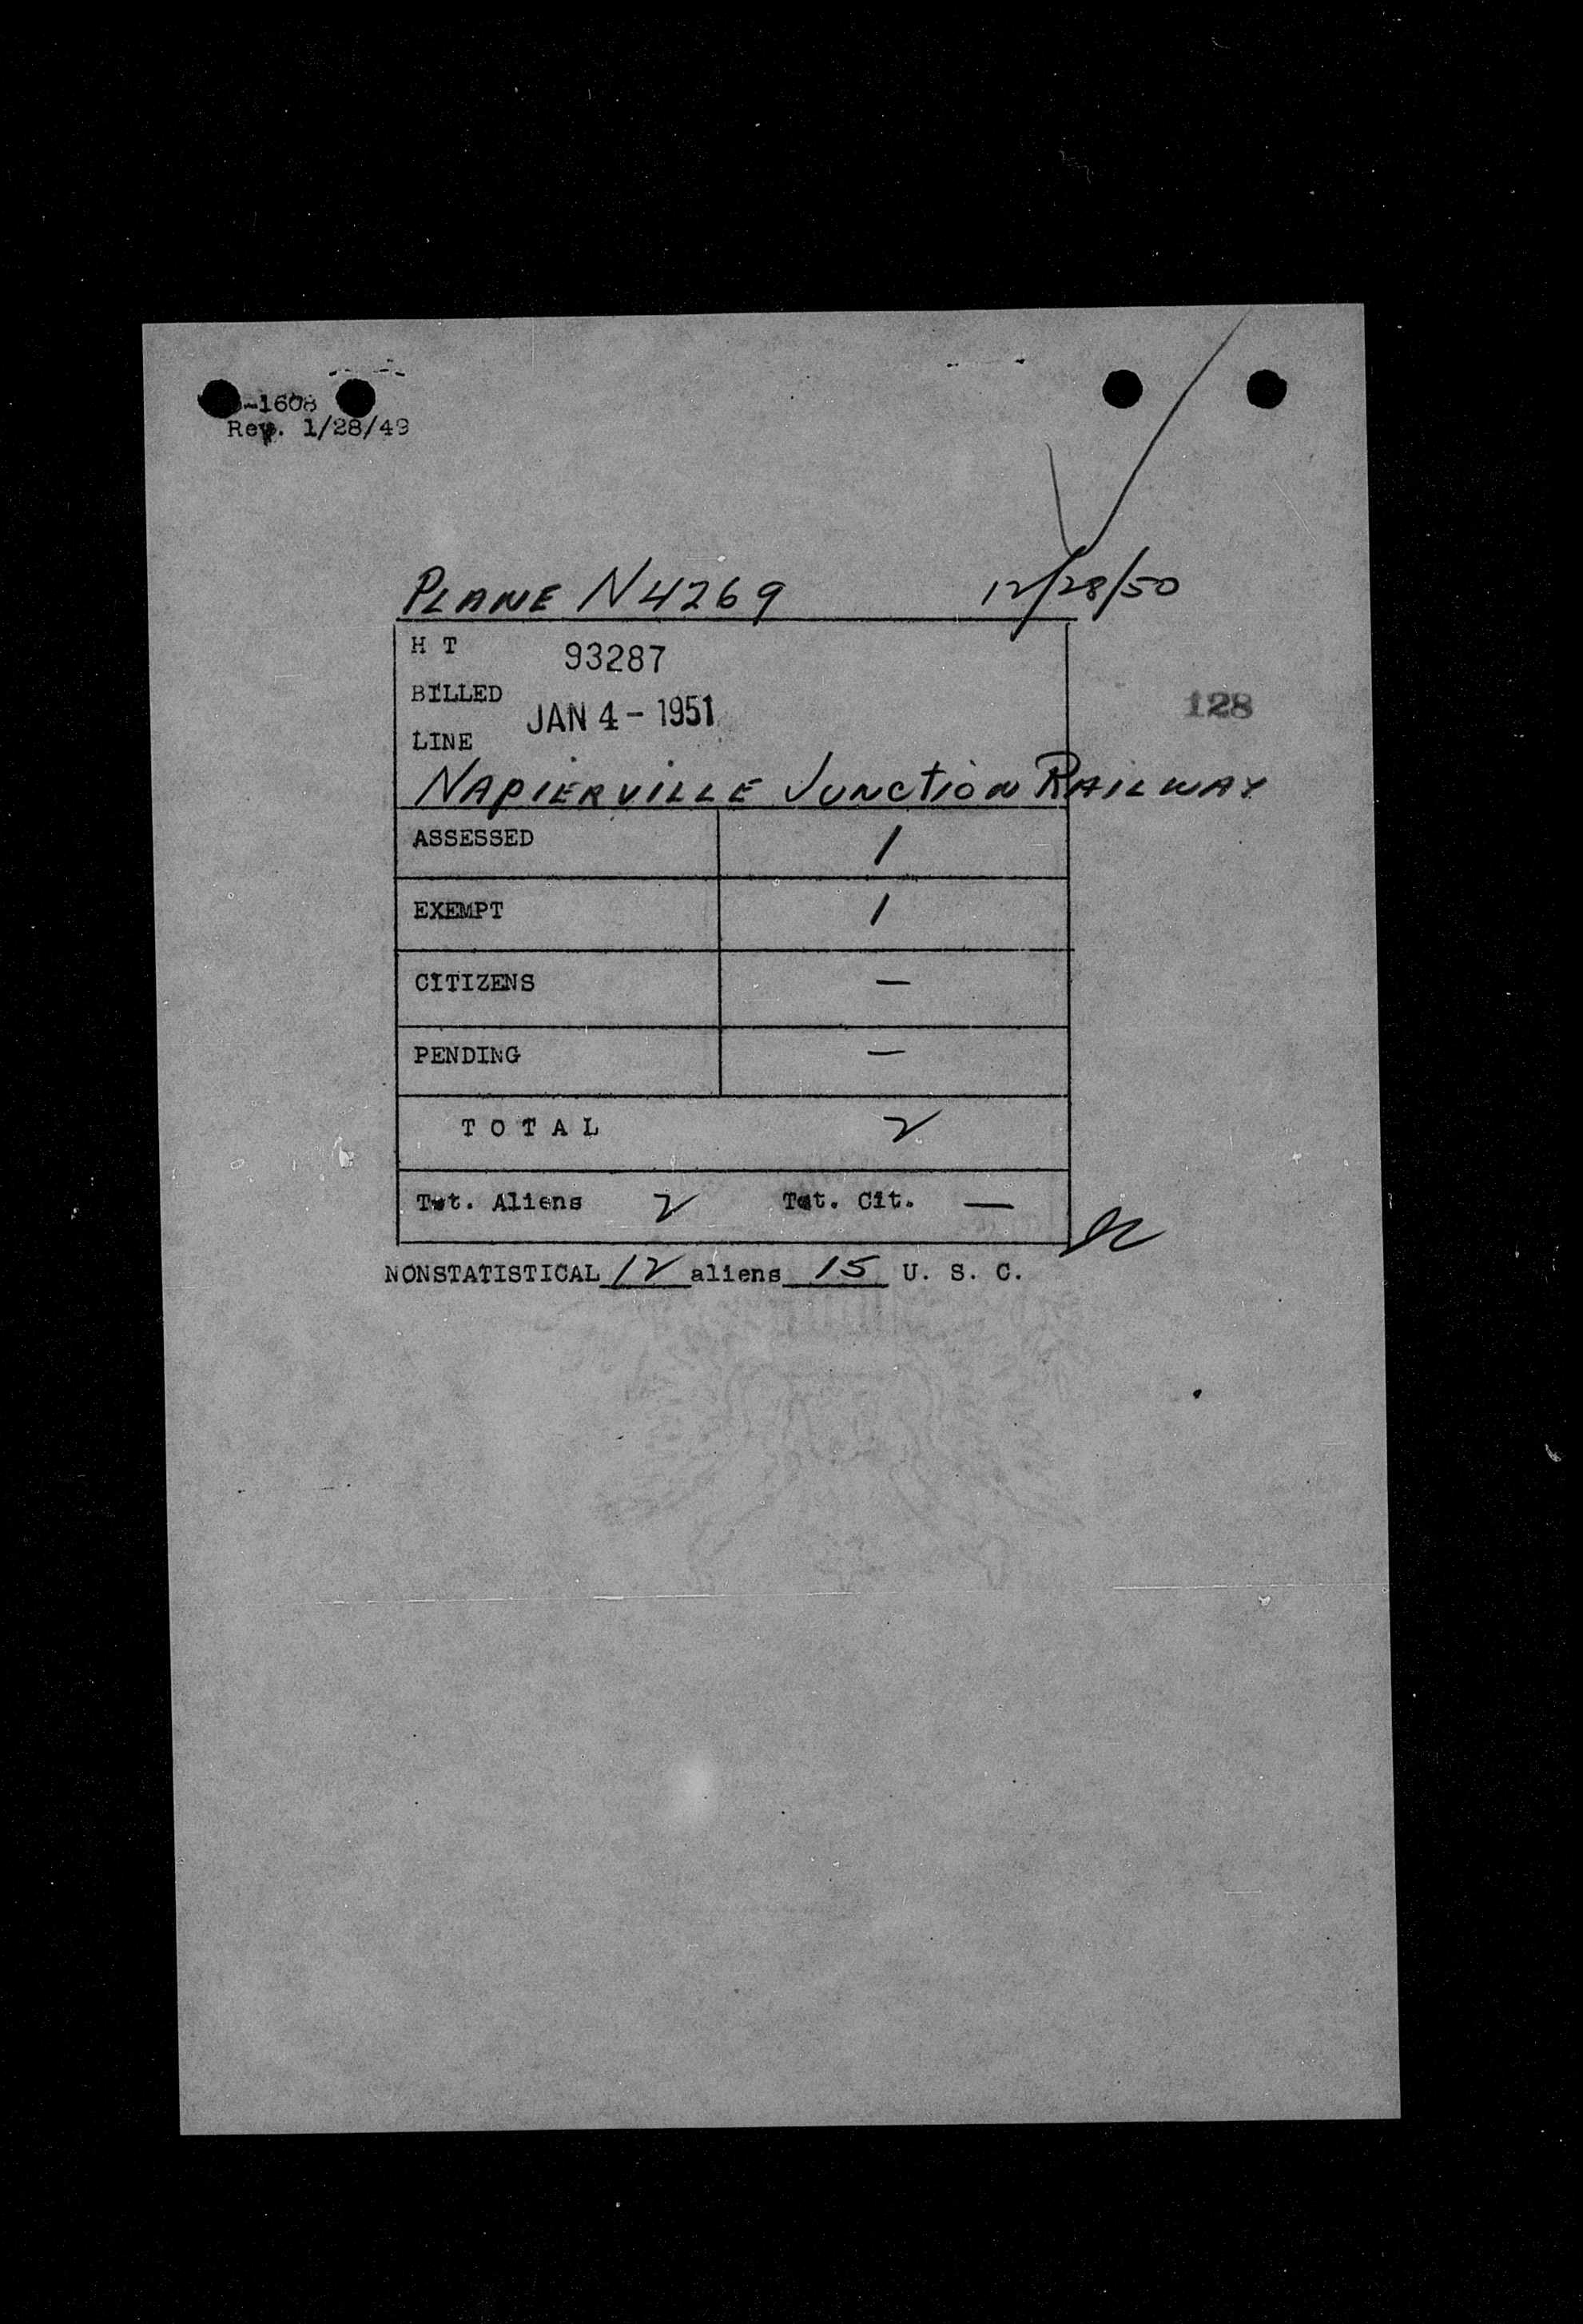 -1608
Rev. 1/28/49
PLANE N4269 12/28/50
H T 93287
BILLED JAN 4 - 1951
128
LINE
NAPIERVILLE JUNCTION RAILWAY
ASSESSED 1
EXEMPT 1
CITIZENS —
PENDING —
TOTAL 2
Tot. Aliens 2 Tot. Cit. —
NONSTATISTICAL 12 aliens 15 U. S. C.